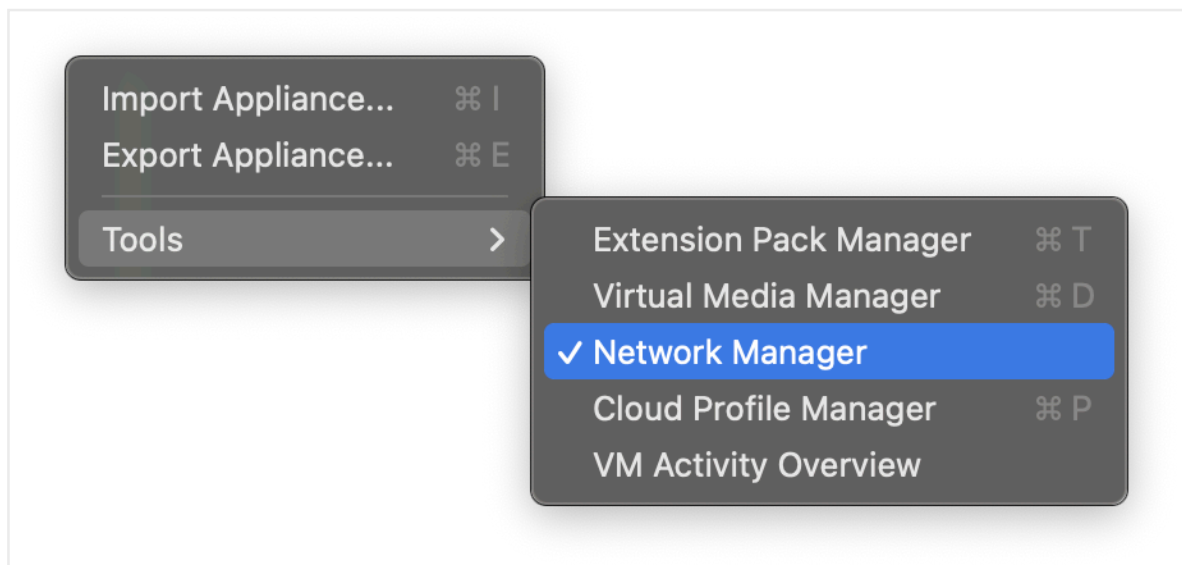 Import Appliance... ⌘ I
Export Appliance... ⌘ E
Tools
Extension Pack Manager ⌘ T
Virtual Media Manager ⌘ D
Network Manager
Cloud Profile Manager ⌘ P
VM Activity Overview